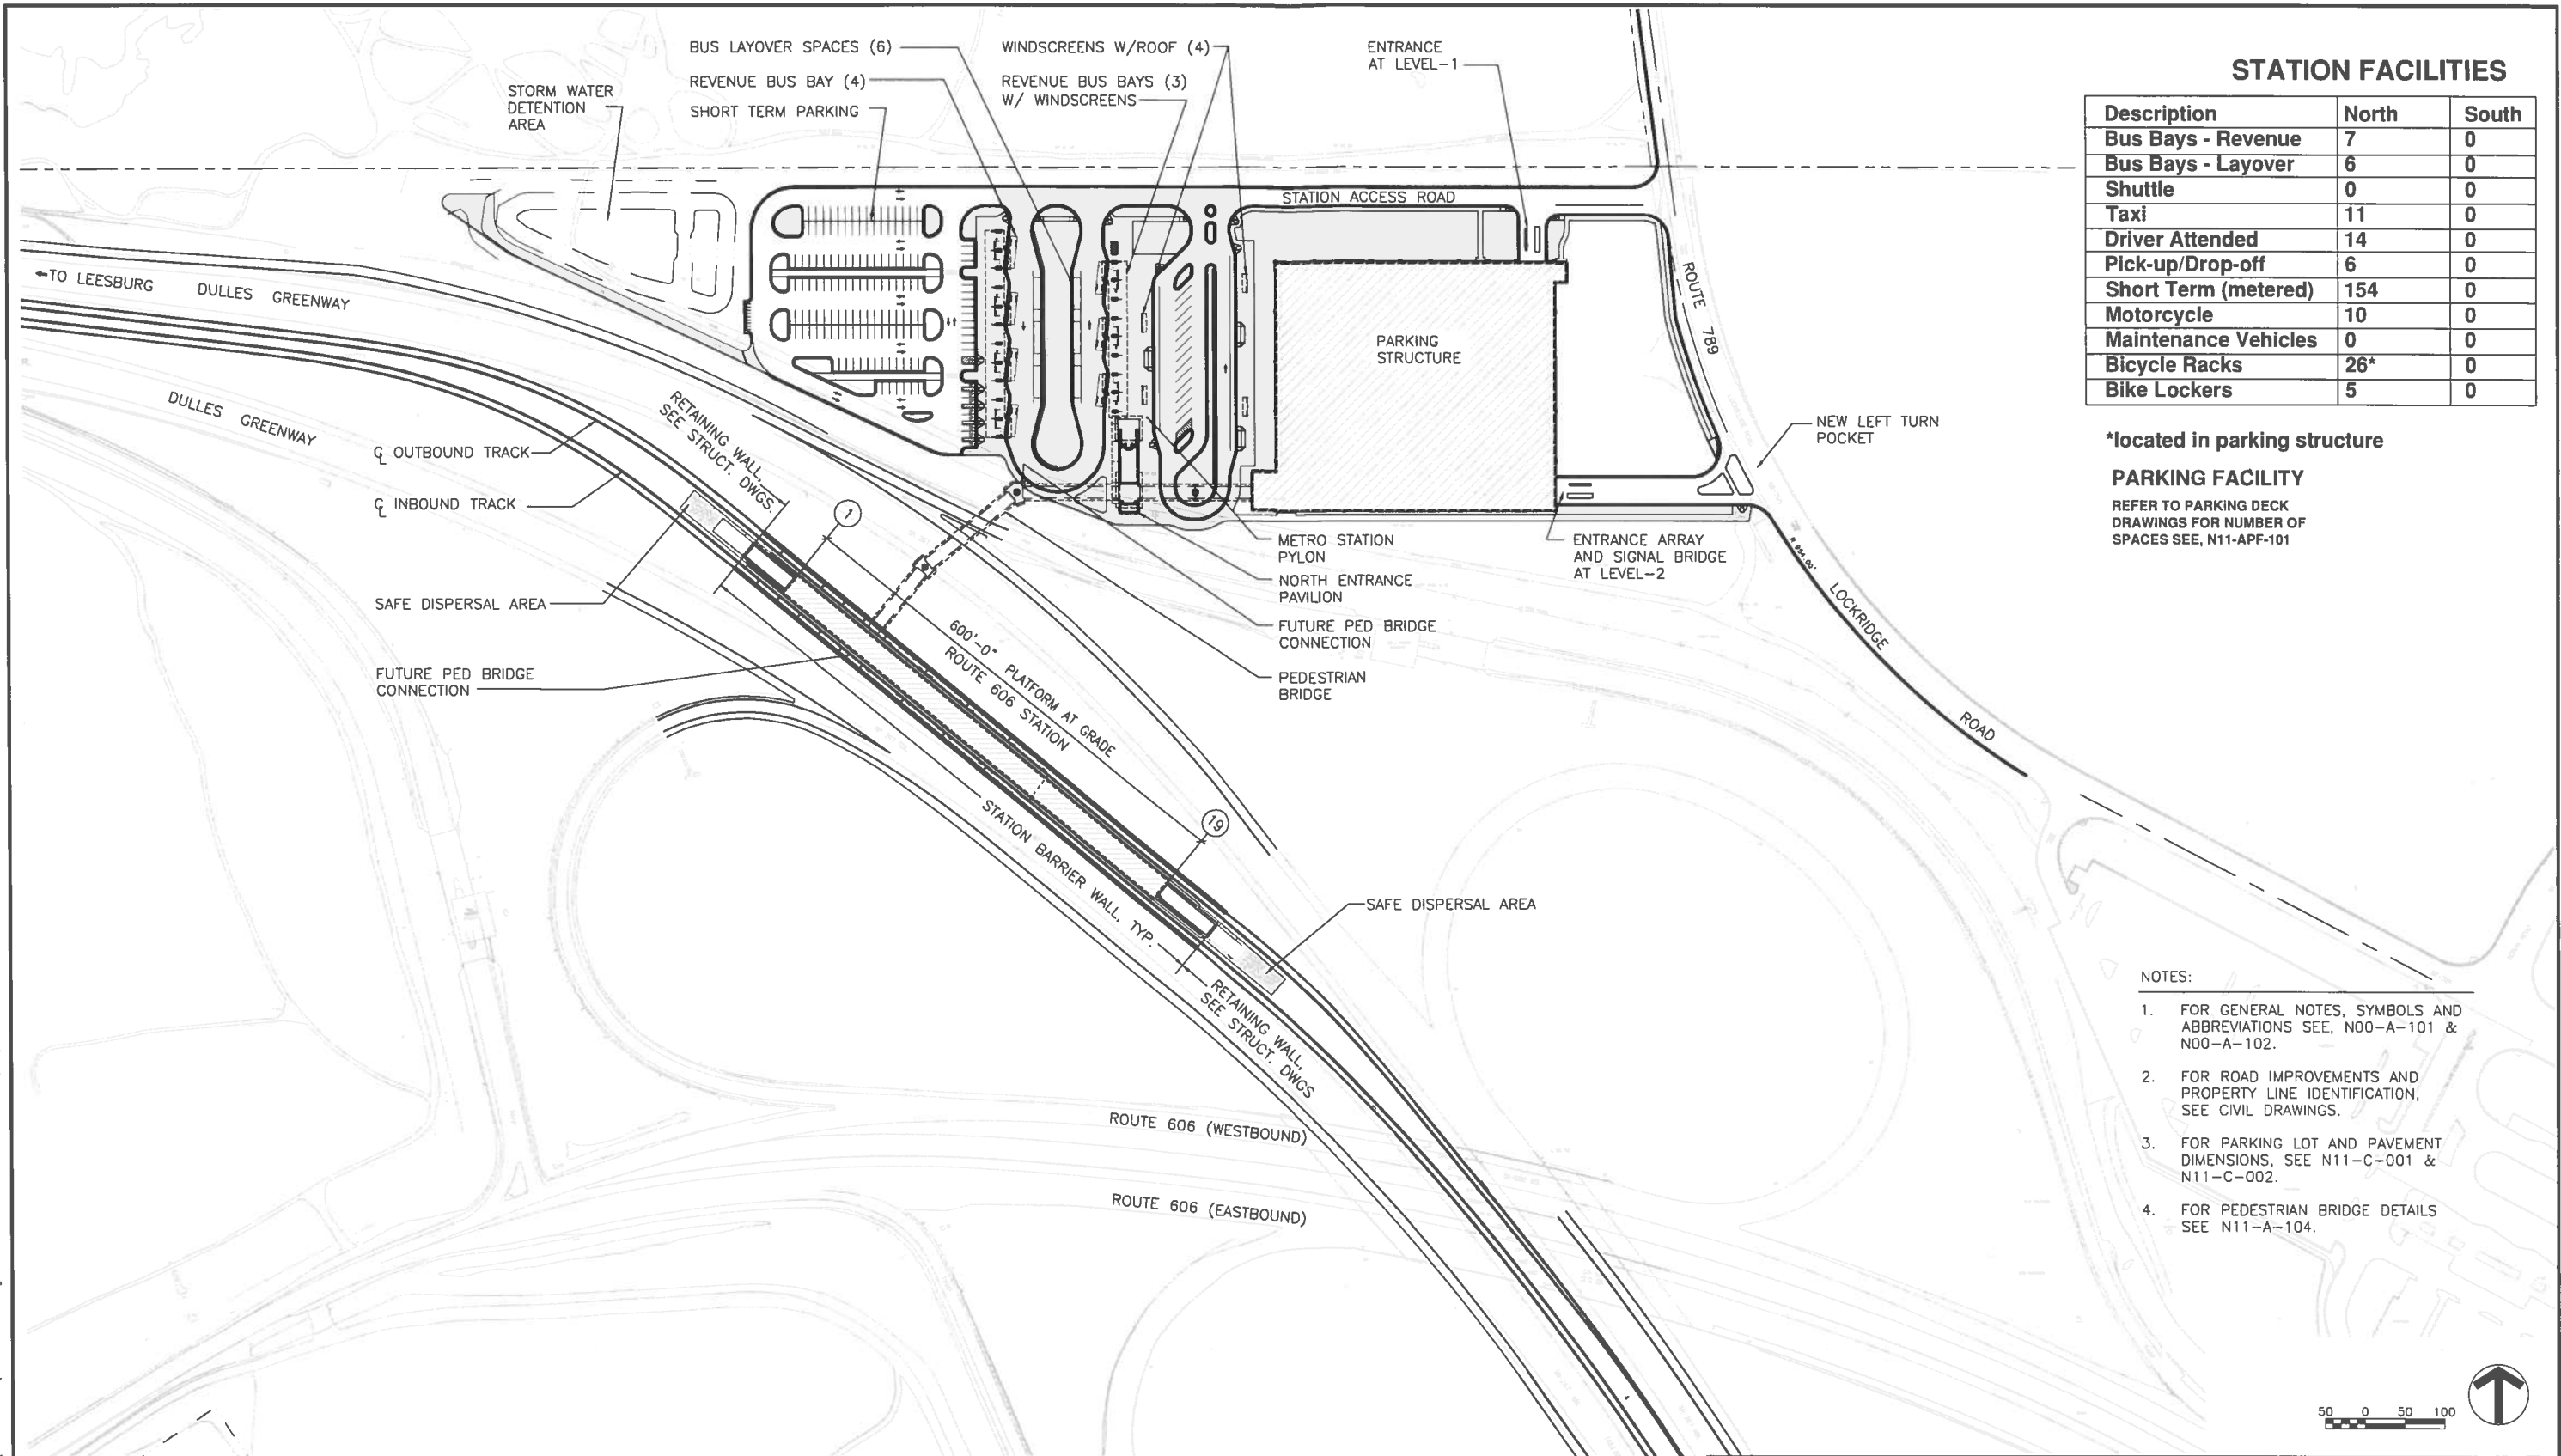 BUS LAYOVER SPACES (6)
REVENUE BUS BAY (4)
SHORT TERM PARKING
STORM WATER
DETENTION
AREA
WINDSCREENS W/ROOF (4)
REVENUE BUS BAYS (3)
W/ WINDSCREENS
ENTRANCE
AT LEVEL-1
STATION FACILITIES
Description North South
Bus Bays - Revenue 7 0
Bus Bays - Layover 6 0
Shuttle 0 0
Taxi 11 0
Driver Attended 14 0
Pick-up/Drop-off 6 0
Short Term (metered) 154 0
Motorcycle 10 0
Maintenance Vehicles 0 0
Bicycle Racks 26* 0
Bike Lockers 5 0
*located in parking structure
PARKING FACILITY
REFER TO PARKING DECK
DRAWINGS FOR NUMBER OF
SPACES SEE, N11-APF-101
STATION ACCESS ROAD
ROUTE 789
PARKING
STRUCTURE
←TO LEESBURG DULLES GREENWAY
DULLES GREENWAY
℄ OUTBOUND TRACK
℄ INBOUND TRACK
RETAINING WALL,
SEE STRUCT. DWGS.
1
NEW LEFT TURN
POCKET
METRO STATION
PYLON
NORTH ENTRANCE
PAVILION
FUTURE PED BRIDGE
CONNECTION
PEDESTRIAN
BRIDGE
ENTRANCE ARRAY
AND SIGNAL BRIDGE
AT LEVEL-2
LOCKRIDGE
ROAD
SAFE DISPERSAL AREA
FUTURE PED BRIDGE
CONNECTION
600'-0" PLATFORM AT GRADE
ROUTE 606 STATION
19
STATION BARRIER WALL, TYP.
SAFE DISPERSAL AREA
RETAINING WALL,
SEE STRUCT. DWGS
ROUTE 606 (WESTBOUND)
ROUTE 606 (EASTBOUND)
NOTES:
1. FOR GENERAL NOTES, SYMBOLS AND
ABBREVIATIONS SEE, N00-A-101 &
N00-A-102.
2. FOR ROAD IMPROVEMENTS AND
PROPERTY LINE IDENTIFICATION,
SEE CIVIL DRAWINGS.
3. FOR PARKING LOT AND PAVEMENT
DIMENSIONS, SEE N11-C-001 &
N11-C-002.
4. FOR PEDESTRIAN BRIDGE DETAILS
SEE N11-A-104.
50 0 50 100